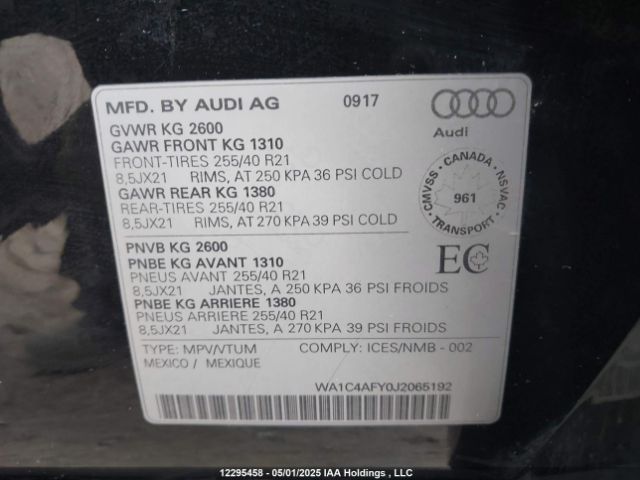 MFD. BY AUDI AG 0917
Audi
GVWR KG 2600
GAWR FRONT KG 1310
FRONT-TIRES 255/40 R21
8,5JX21 RIMS, AT 250 KPA 36 PSI COLD
GAWR REAR KG 1380
REAR-TIRES 255/40 R21
8,5JX21 RIMS, AT 270 KPA 39 PSI COLD
CMVSS - CANADA - NSVAC
961
TRANSPORT
PNVB KG 2600
PNBE KG AVANT 1310
PNEUS AVANT 255/40 R21
8,5JX21 JANTES, A 250 KPA 36 PSI FROIDS
PNBE KG ARRIERE 1380
PNEUS ARRIERE 255/40 R21
8,5JX21 JANTES, A 270 KPA 39 PSI FROIDS
EC
TYPE: MPV/VTUM COMPLY: ICES/NMB - 002
MEXICO / MEXIQUE
WA1C4AFY0J2065192
12295458 - 05/01/2025 IAA Holdings , LLC